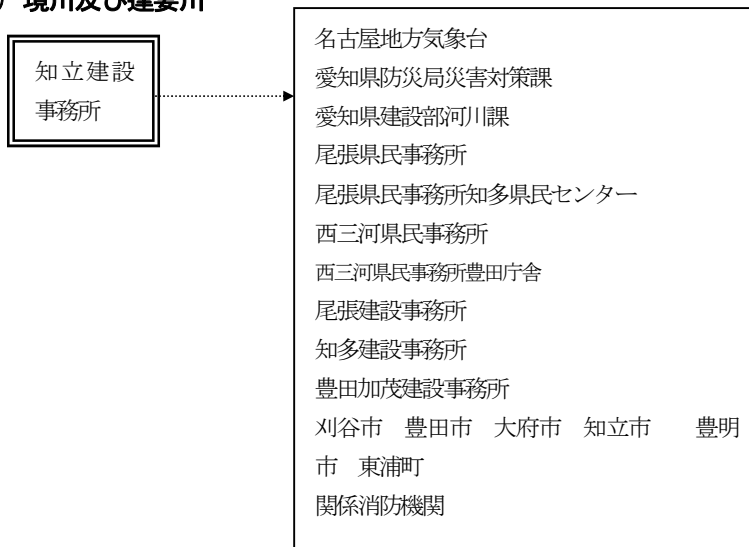 境川及び逢妻川
知立建設
事務所
名古屋地方気象台
愛知県防災局災害対策課
愛知県建設部河川課
尾張県民事務所
尾張県民事務所知多県民センター
西三河県民事務所
西三河県民事務所豊田庁舎
尾張建設事務所
知多建設事務所
豊田加茂建設事務所
刈谷市　豊田市　大府市　知立市　　豊明
市　東浦町
関係消防機関